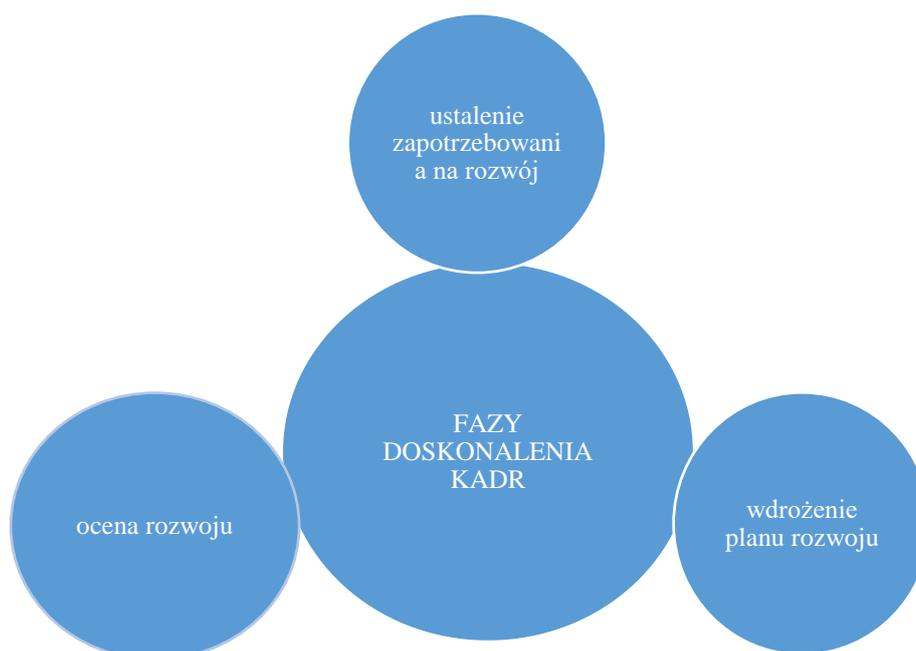 ustalenie
zapotrzebowani
a na rozwój
FAZY
DOSKONALENIA
KADR
ocena rozwoju
wdrożenie
planu rozwoju